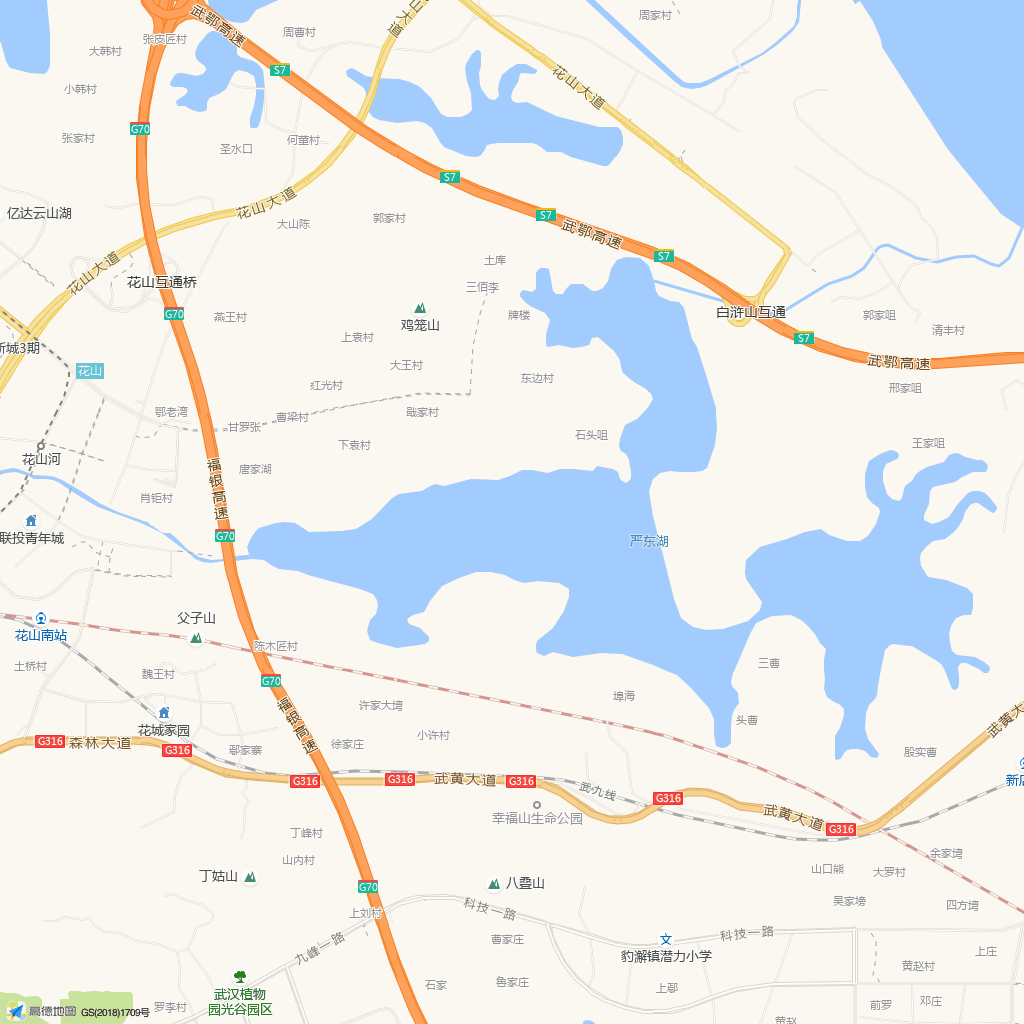 武鄂高速
大道
周家村
周曹村
张皮匠村
大韩村
S7
花山大道
小韩村
G70
张家村
圣水口
何董村
S7
花山大道
亿达云山湖
大山陈
郭家村
S7
武鄂高速
S7
土库
花山大道
花山互通桥
三佰李
G70
燕王村
鸡笼山
牌楼
白浒山互通
郭家咀
清丰村
S7
上袁村
新城3期
大王村
武鄂高速
花山
红光村
东边村
邢家咀
鄂老湾
曹梁村
戢家村
甘罗张
石头咀
下袁村
王家咀
花山河
唐家湖
福银高速
肖钜村
联投青年城
G70
严东湖
父子山
花山南站
陈木匠村
土桥村
魏王村
三曹
G70
埠海
许家大塆
福银高速
头曹
武黄大
花城家园
小许村
G316
森林大道
G316
鄢家寨
徐家庄
殷实曹
新店
G316
G316
武黄大道
G316
武九线
G316
武黄大道
G316
幸福山生命公园
丁峰村
山内村
余家塆
山口熊
大罗村
丁姑山
G70
八叠山
吴家塝
四方塆
上刘村
科技一路
九峰一路
曹家庄
文
科技一路
豹澥镇潜力小学
上庄
黄赵村
武汉植物
园光谷园区
石家
鲁家庄
上鄢
罗李村
前罗
邓庄
高德地图
GS(2018)1709号
黄赵